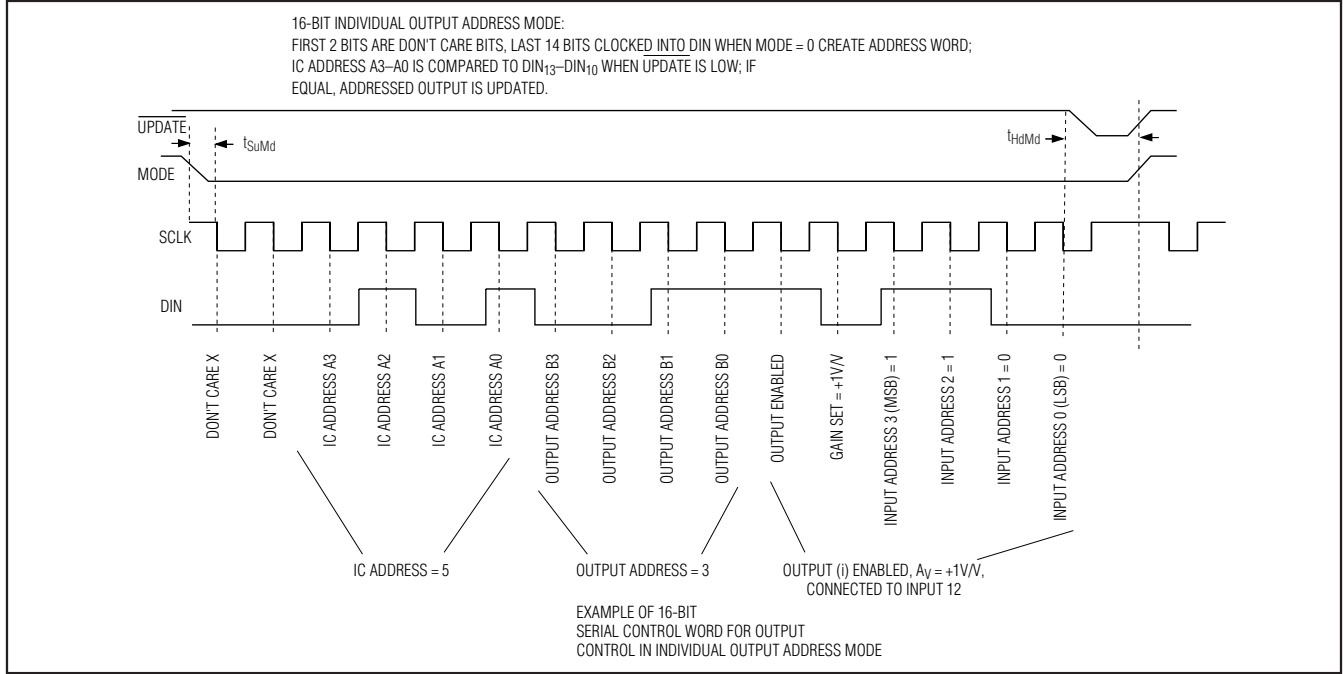 16-BIT INDIVIDUAL OUTPUT ADDRESS MODE:
FIRST 2 BITS ARE DON'T CARE BITS, LAST 14 BITS CLOCKED INTO DIN WHEN MODE = 0 CREATE ADDRESS WORD;
IC ADDRESS A3–A0 IS COMPARED TO DIN13–DIN10 WHEN UPDATE IS LOW; IF
EQUAL, ADDRESSED OUTPUT IS UPDATED.
UPDATE
tSuMd
tHdMd
MODE
SCLK
DIN
DON'T CARE X
DON'T CARE X
IC ADDRESS A3
IC ADDRESS A2
IC ADDRESS A1
IC ADDRESS A0
OUTPUT ADDRESS B3
OUTPUT ADDRESS B2
OUTPUT ADDRESS B1
OUTPUT ADDRESS B0
OUTPUT ENABLED
GAIN SET = +1V/V
INPUT ADDRESS 3 (MSB) = 1
INPUT ADDRESS 2 = 1
INPUT ADDRESS 1 = 0
INPUT ADDRESS 0 (LSB) = 0
IC ADDRESS = 5
OUTPUT ADDRESS = 3
OUTPUT (i) ENABLED, AV = +1V/V,
CONNECTED TO INPUT 12
EXAMPLE OF 16-BIT
SERIAL CONTROL WORD FOR OUTPUT
CONTROL IN INDIVIDUAL OUTPUT ADDRESS MODE